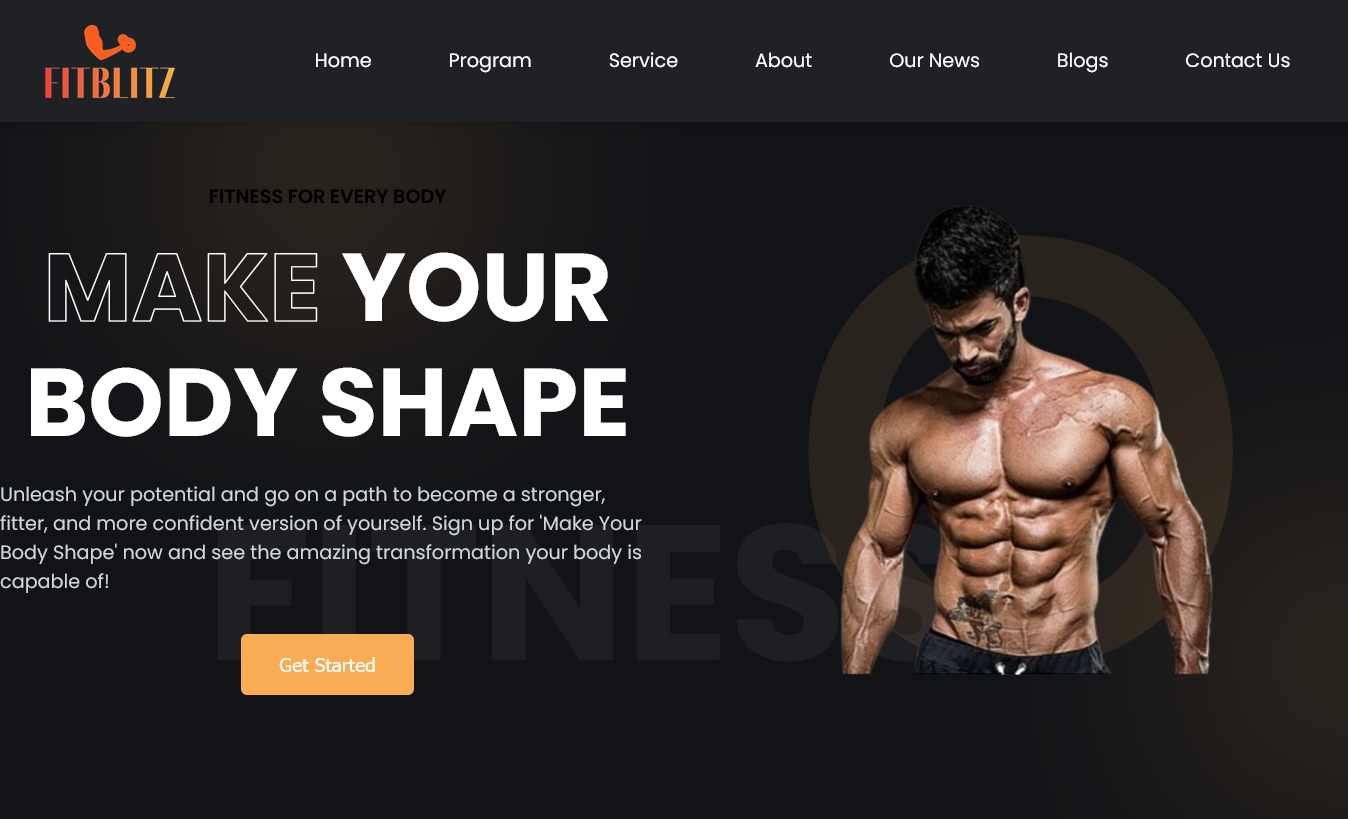 FITBLITZ
Home Program Service About Our News Blogs Contact Us
FITNESS FOR EVERY BODY
MAKE YOUR
BODY SHAPE
Unleash your potential and go on a path to become a stronger,
fitter, and more confident version of yourself. Sign up for 'Make Your
Body Shape' now and see the amazing transformation your body is
capable of!
FITNESS
Get Started